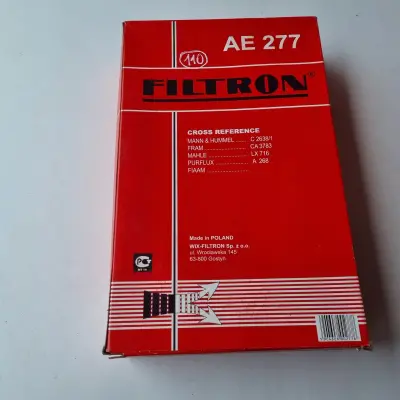 110
AE 277
FILTRON®
CROSS REFERENCE
MANN & HUMMEL ...... C 2638/1
FRAM ...................... CA 3783
MAHLE ................... LX 716
PURFLUX ................ A 268
FIAAM ......................
Made in POLAND
WIX-FILTRON Sp. z o.o.
ul. Wrocławska 145
63-800 Gostyń